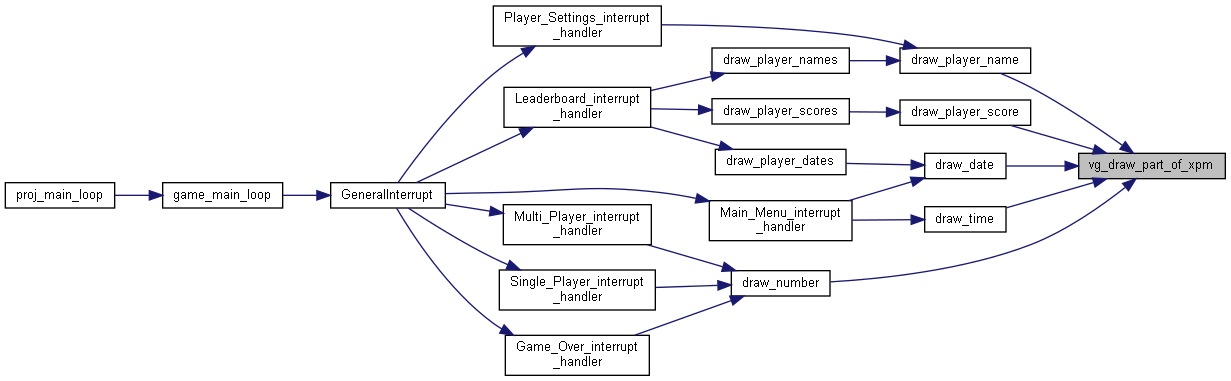 Player_Settings_interrupt
_handler
draw_player_names
draw_player_name
Leaderboard_interrupt
_handler
draw_player_scores
draw_player_score
draw_player_dates
draw_date
vg_draw_part_of_xpm
proj_main_loop
game_main_loop
GeneralInterrupt
Main_Menu_interrupt
_handler
draw_time
Multi_Player_interrupt
_handler
Single_Player_interrupt
_handler
draw_number
Game_Over_interrupt
_handler